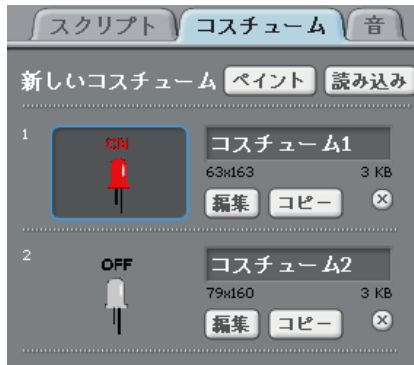 スクリプト コスチューム 音
新しいコスチューム ペイント 読み込み
1
ON
コスチューム1
63x163 3 KB
編集 コピー
2
OFF
コスチューム2
79x160 3 KB
編集 コピー